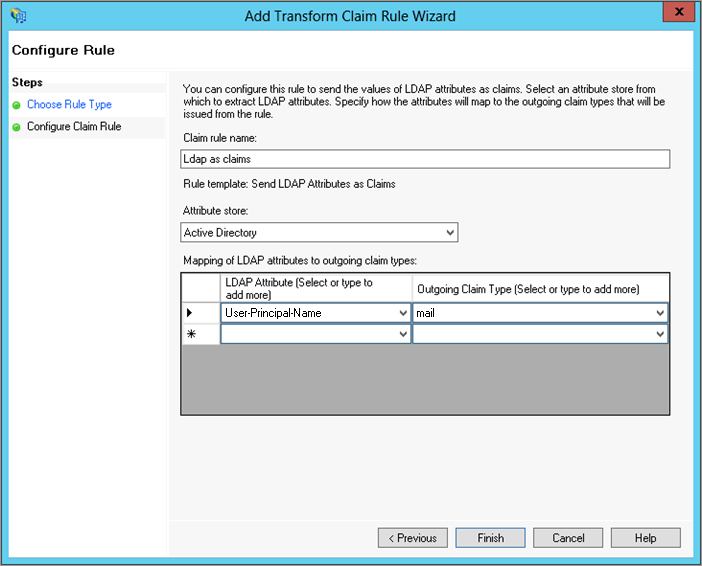 Add Transform Claim Rule Wizard
X
Configure Rule
Steps
Choose Rule Type
Configure Claim Rule
You can configure this rule to send the values of LDAP attributes as claims. Select an attribute store from
which to extract LDAP attributes. Specify how the attributes will map to the outgoing claim types that will be
issued from the rule.
Claim rule name:
Ldap as claims
Rule template: Send LDAP Attributes as Claims
Attribute store:
Active Directory
Mapping of LDAP attributes to outgoing claim types:
LDAP Attribute (Select or type to
add more)
Outgoing Claim Type (Select or type to add more)
User-Principal-Name
mail
*
< Previous
Finish
Cancel
Help